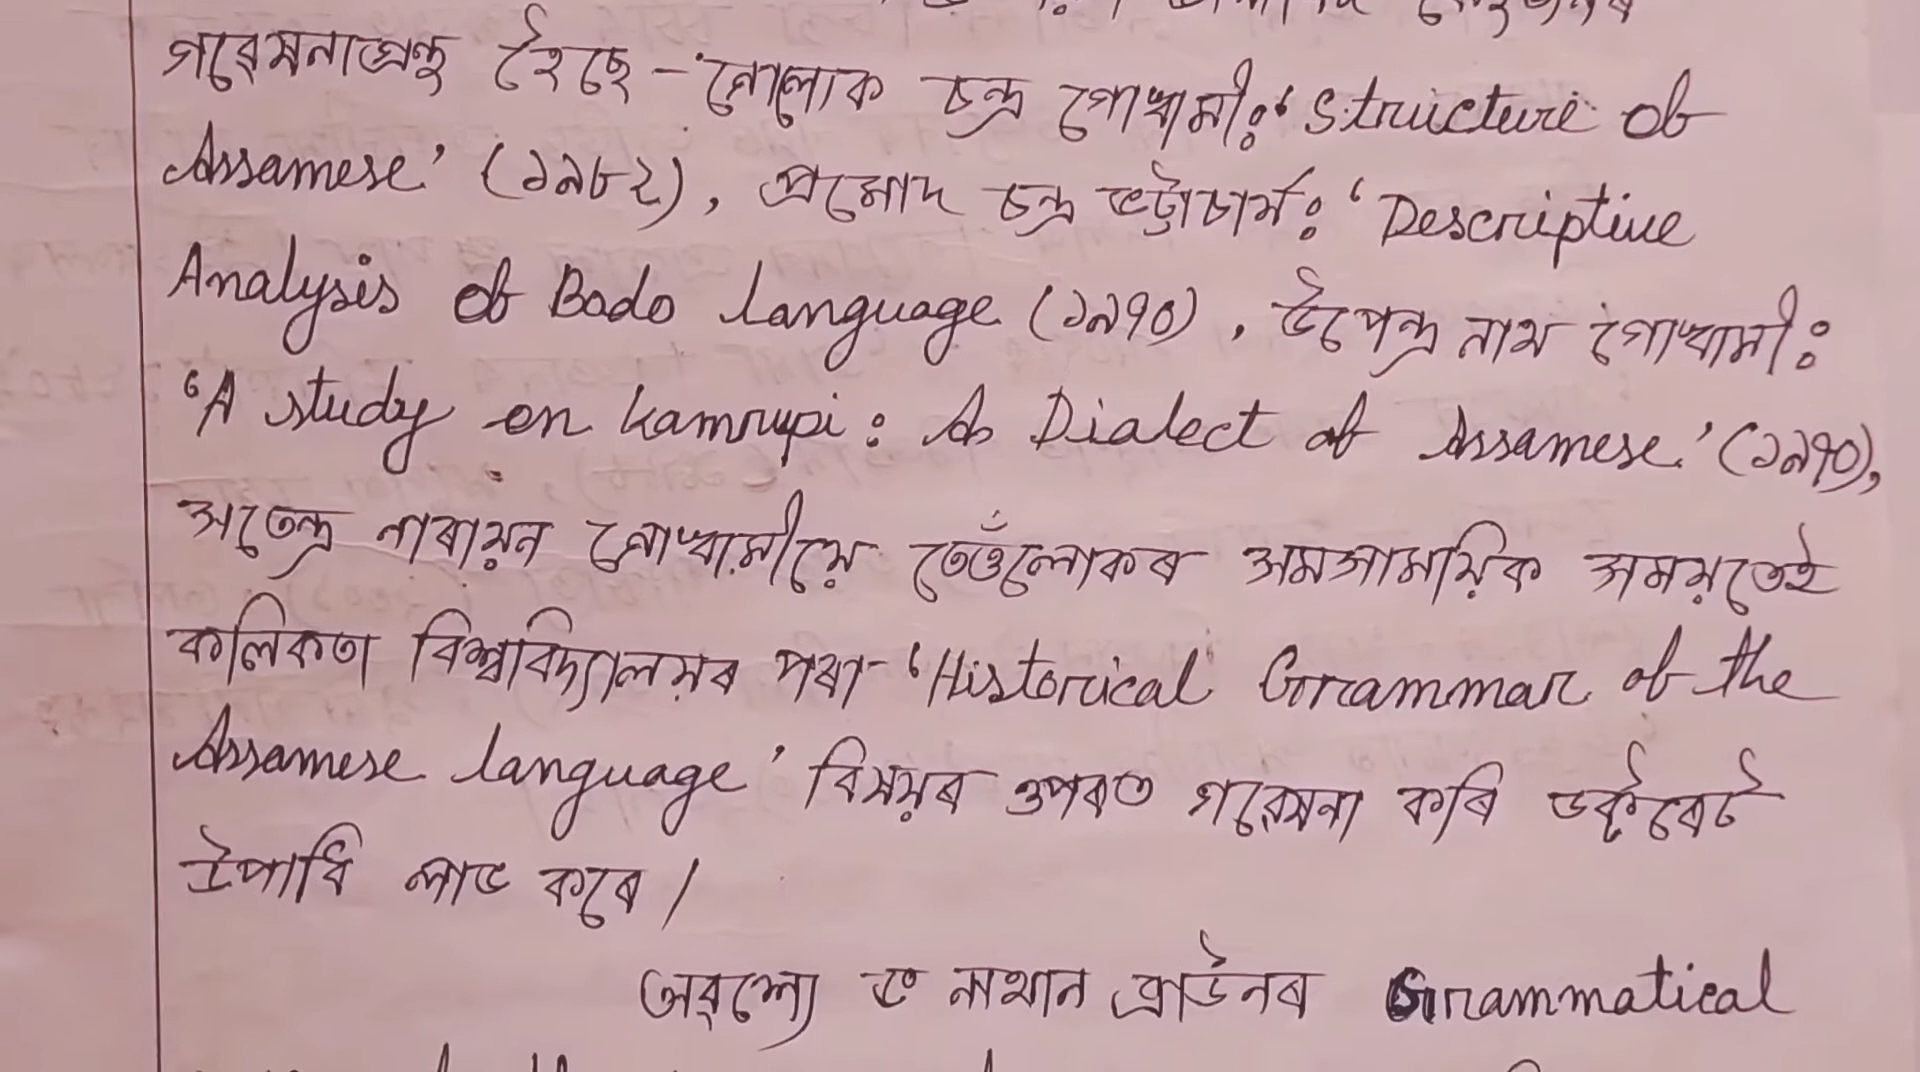 গৱেষনাগ্ৰন্থ হৈছে - গোলোক চন্দ্ৰ গোস্বামী: 'Structure of
Assamese' (১৯৮২), প্ৰমোদ চন্দ্ৰ ভট্টাচাৰ্য: 'Descriptive
Analysis of Bodo language (১৯৭০), উপেন্দ্ৰ নাথ গোস্বামী:
'A study on Kamrupi: A Dialect of Assamese' (১৯৭০),
সতেন্দ্ৰ নাৰায়ন গোস্বামীয়ে তেওঁলোকৰ সমসাময়িক সময়তেই
কলিকতা বিশ্ববিদ্যালয়ৰ পৰা - 'Historical Grammar of the
Assamese language' বিষয়ৰ ওপৰত গৱেষনা কৰি ডক্টৰেট
উপাধি লাভ কৰে।
অৱশ্যে ড নাথান ব্ৰাউনৰ Grammatical